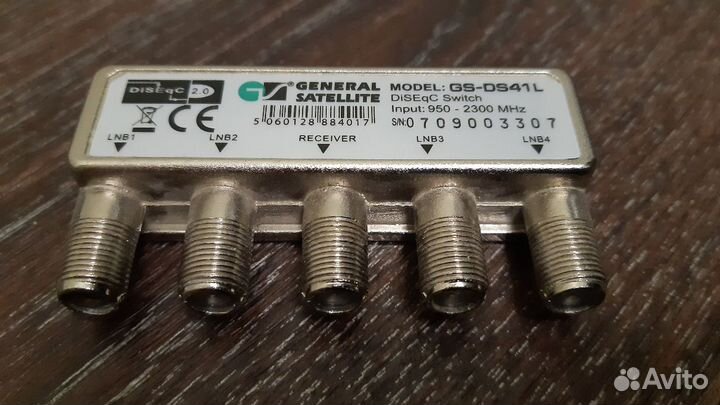 DiSEqC 2.0
GS GENERAL SATELLITE
5 060128 884017
MODEL: GS-DS41L
DiSEqC Switch
Input: 950 - 2300 MHz
S/N: 0709003307
CE
LNB1 LNB2 RECEIVER LNB3 LNB4
Avito